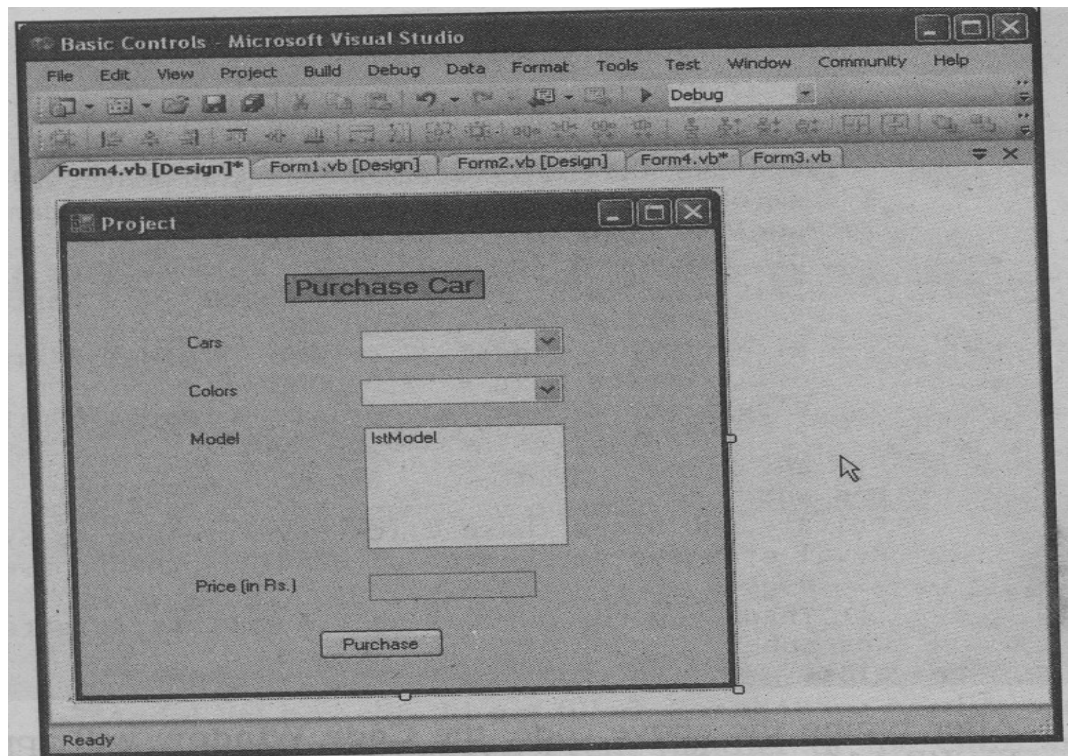 Basic Controls - Microsoft Visual Studio
File Edit View Project Build Debug Data Format Tools Test Window Community Help
Debug
Form4.vb [Design]* Form1.vb [Design] Form2.vb [Design] Form4.vb* Form3.vb
Project
Purchase Car
Cars
Colors
Model lstModel
Price (in Rs.)
Purchase
Ready